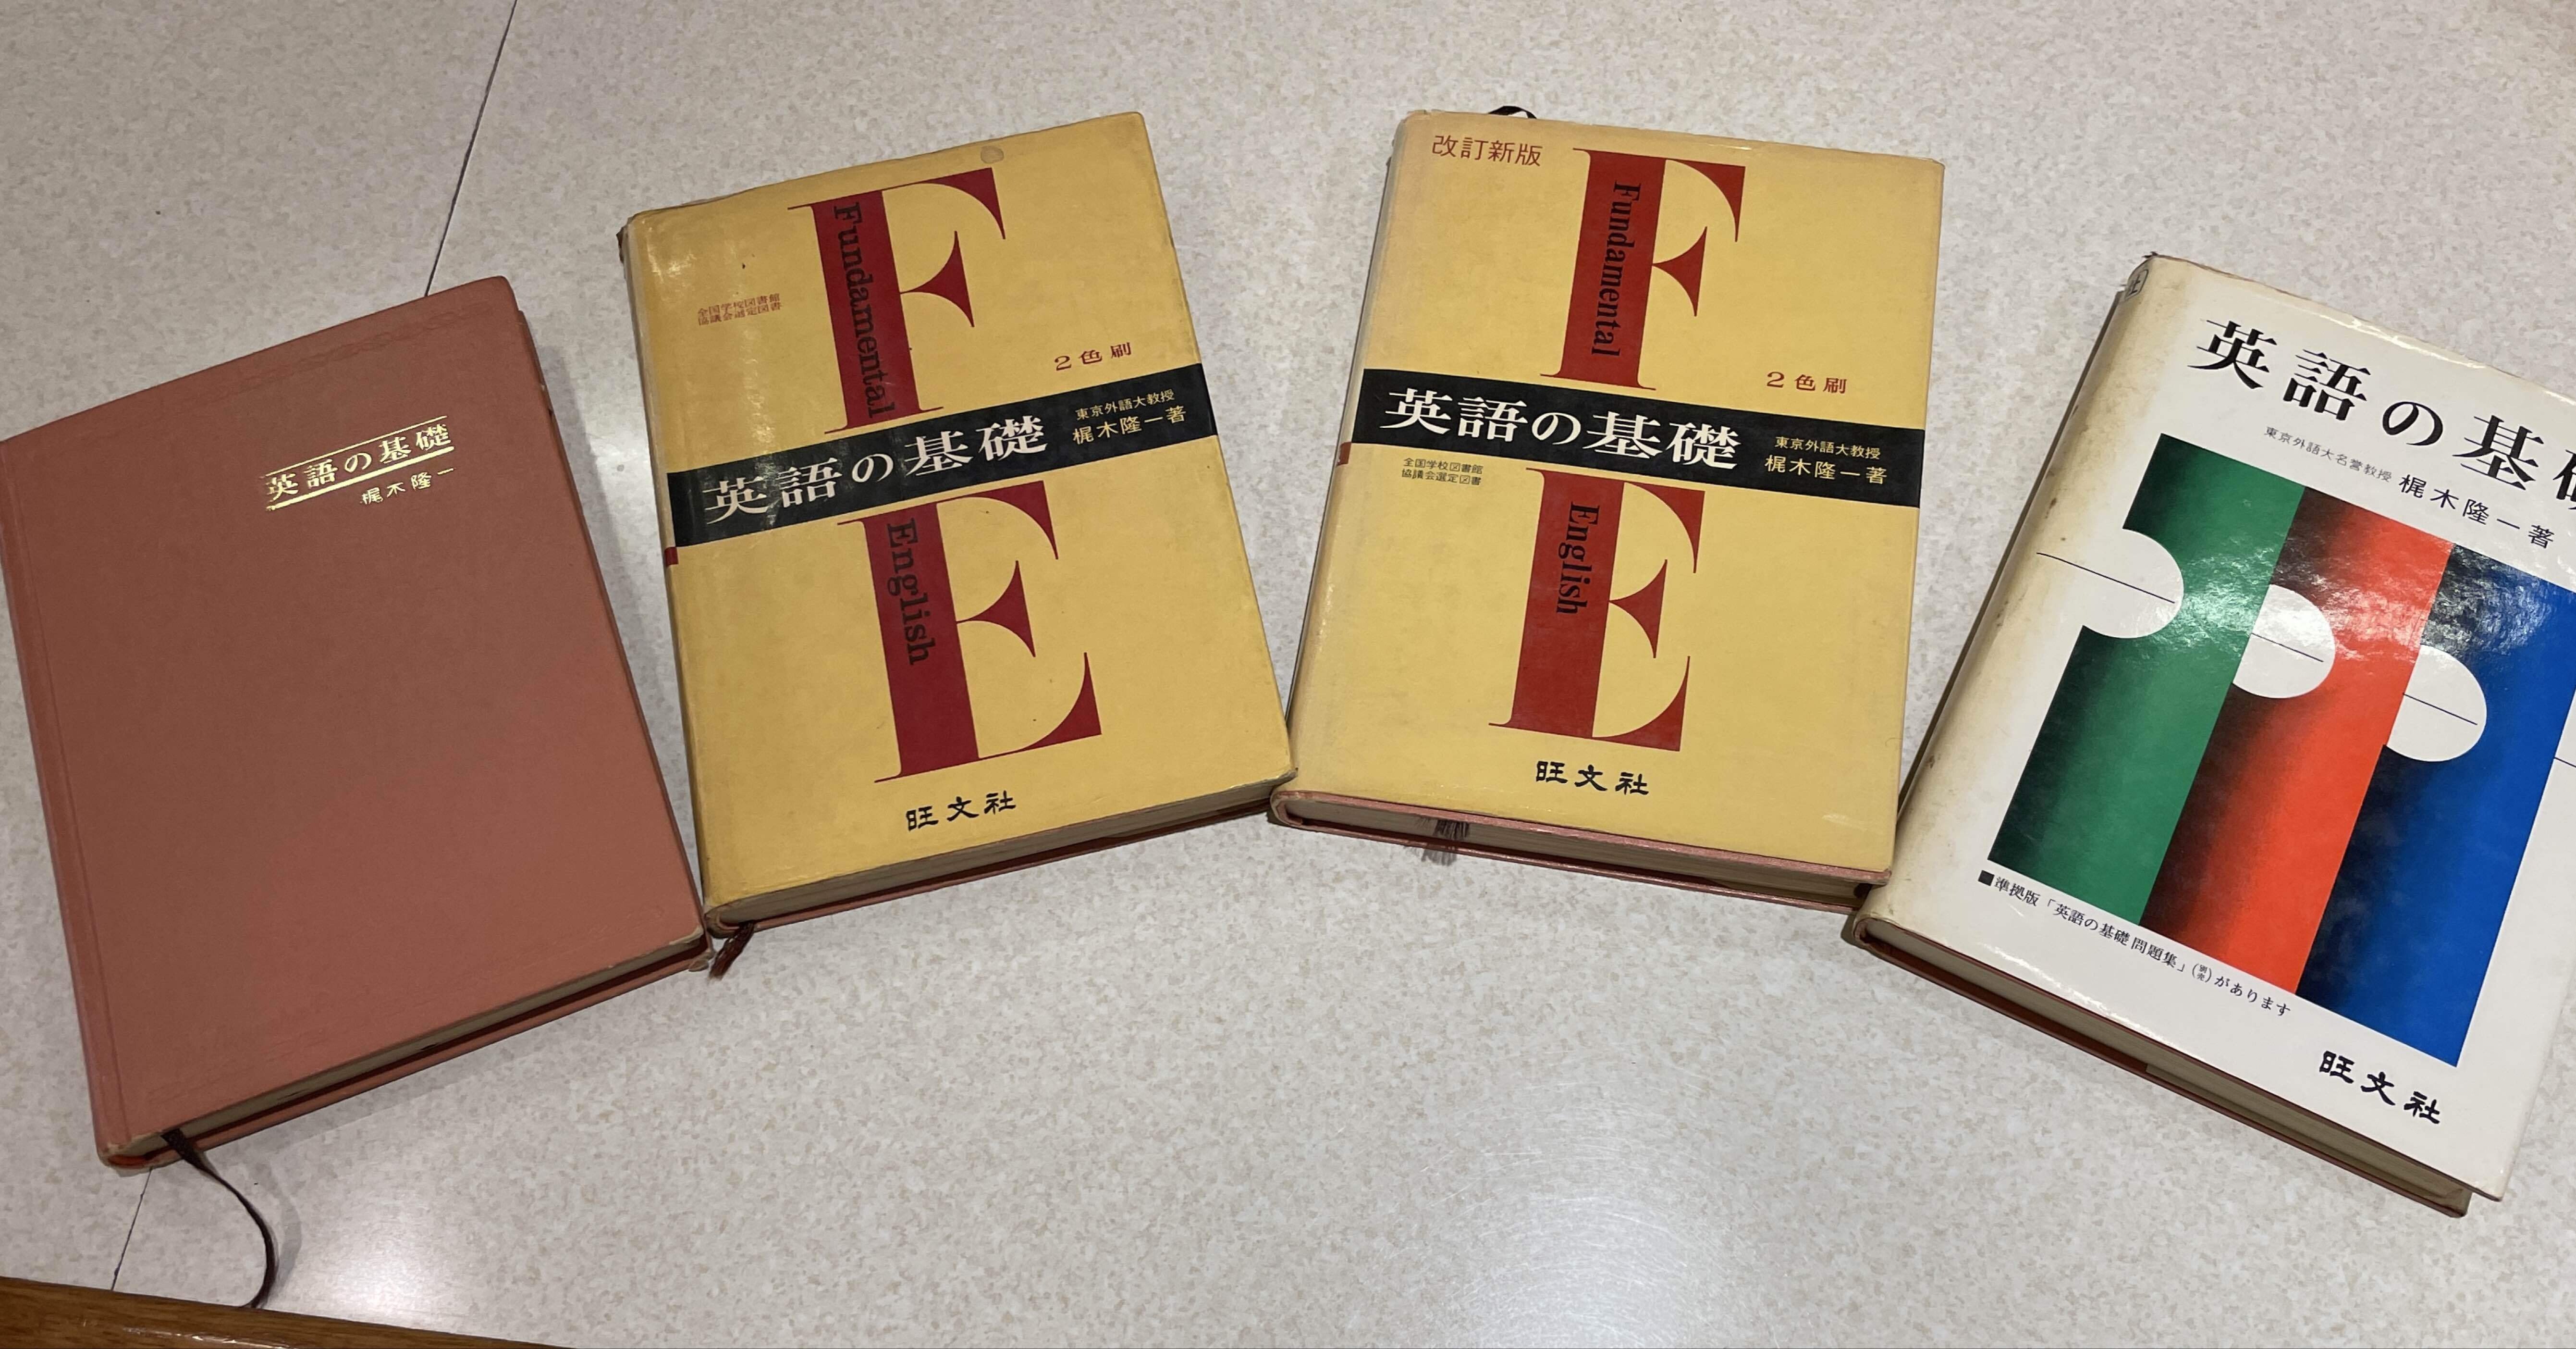 英語の基礎
梶木隆一
Fundamental
全国学校図書館
協議会選定図書
2色刷
英語の基礎
東京外語大教授
梶木隆一著
English
旺文社
改訂新版
Fundamental
2色刷
英語の基礎
東京外語大教授
梶木隆一著
全国学校図書館
協議会選定図書
English
旺文社
英語の基礎
東京外語大名誉教授 梶木隆一著
■準拠版「英語の基礎 問題集」(別売)があります
旺文社